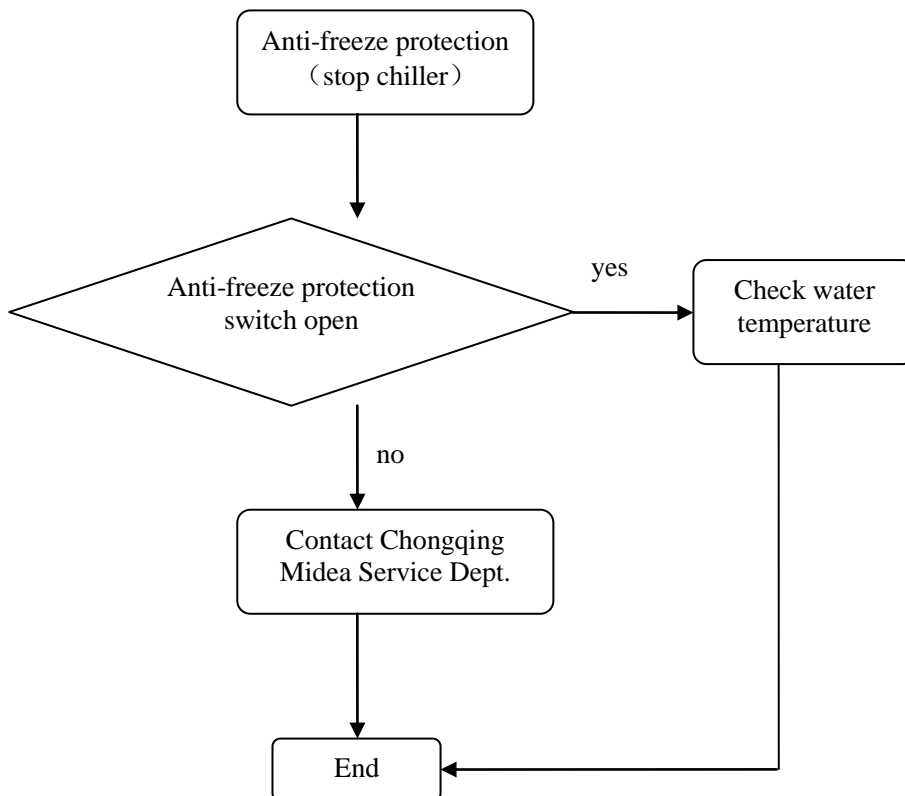 Anti-freeze protection
（stop chiller）
Anti-freeze protection
switch open
yes
Check water
temperature
no
Contact Chongqing
Midea Service Dept.
End